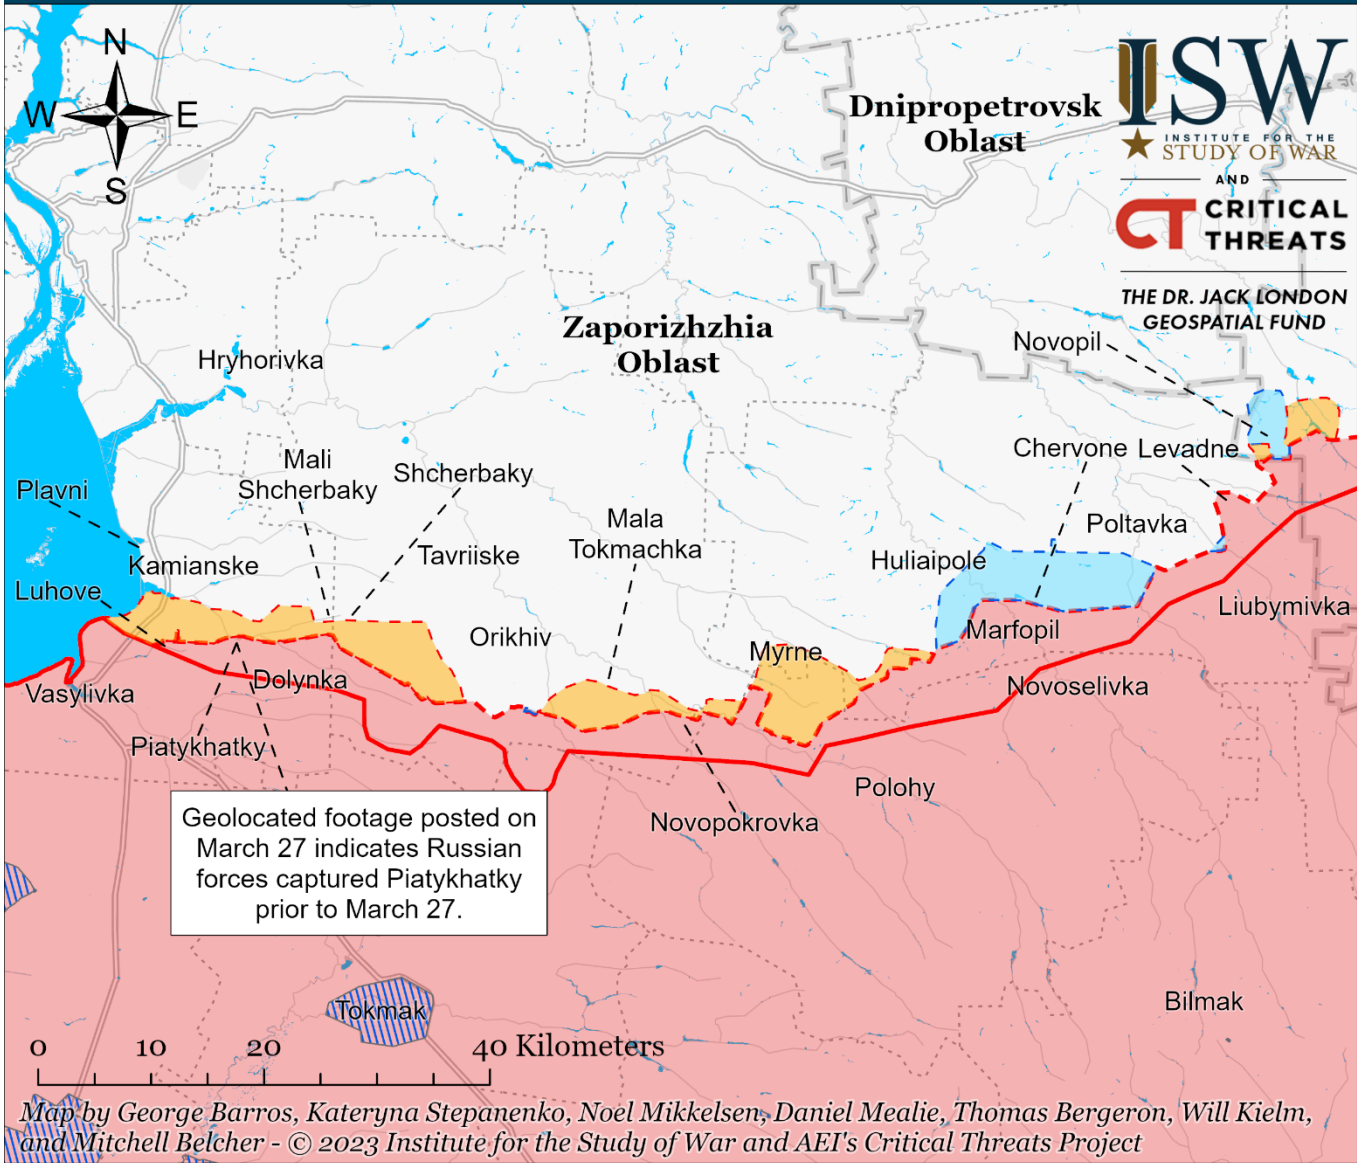 N
W
E
S
Dnipropetrovsk
Oblast
ISW
INSTITUTE FOR THE
STUDY OF WAR
AND
CT CRITICAL
THREATS
THE DR. JACK LONDON
GEOSPATIAL FUND
Zaporizhzhia
Oblast
Novopil
Hryhorivka
Chervone
Levadne
Mali
Shcherbaky
Shcherbaky
Plavni
Mala
Tokmachka
Poltavka
Tavriiske
Huliaipole
Kamianske
Luhove
Liubymivka
Orikhiv
Marfopil
Myrne
Dolynka
Vasylivka
Novoselivka
Piatykhatky
Polohy
Novopokrovka
Geolocated footage posted on
March 27 indicates Russian
forces captured Piatykhatky
prior to March 27.
Tokmak
Bilmak
0 10 20 40 Kilometers
Map by George Barros, Kateryna Stepanenko, Noel Mikkelsen, Daniel Mealie, Thomas Bergeron, Will Kielm,
and Mitchell Belcher - © 2023 Institute for the Study of War and AEI's Critical Threats Project